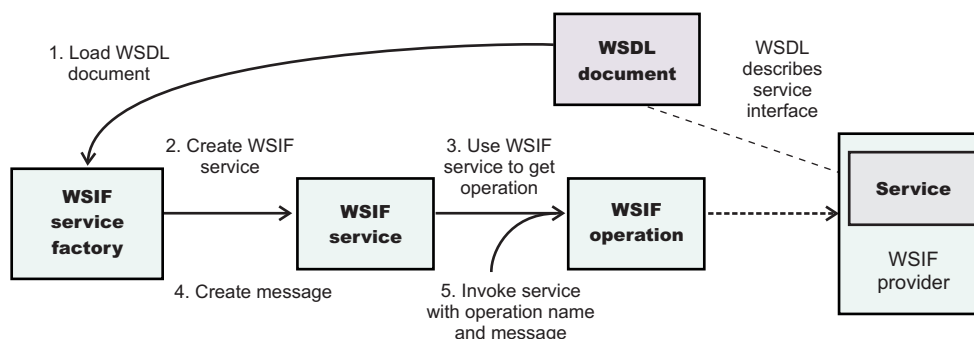 1. Load WSDL
document
WSDL
document
WSDL
describes
service
interface
2. Create WSIF
service
3. Use WSIF
service to get
operation
WSIF
service
factory
WSIF
service
WSIF
operation
Service
WSIF
provider
4. Create message
5. Invoke service
with operation name
and message